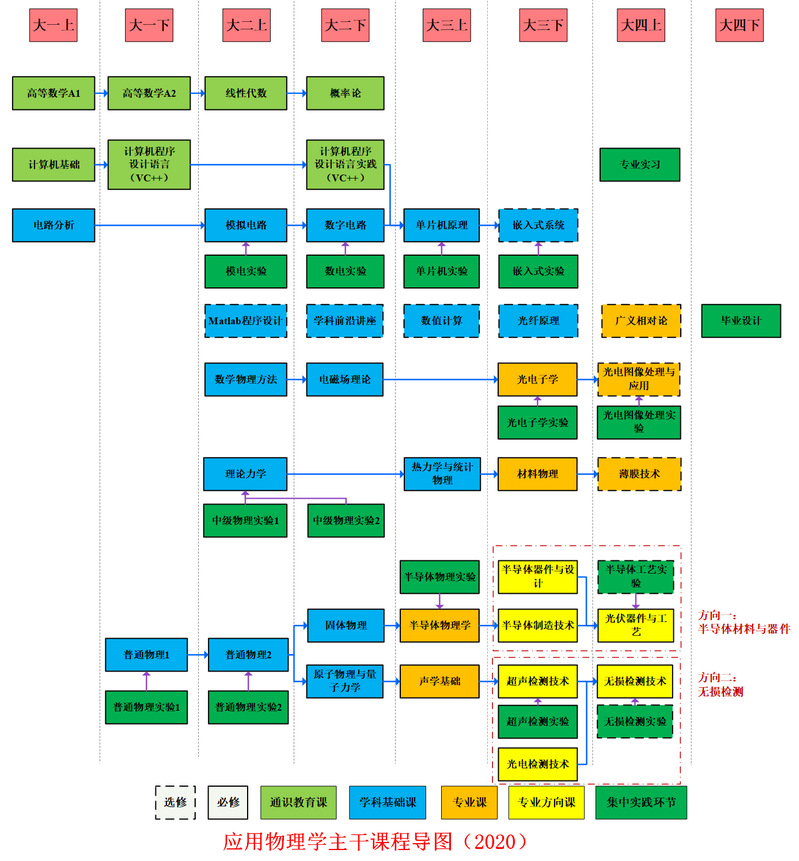 大一上
大一下
大二上
大二下
大三上
大三下
大四上
大四下
高等数学A1
高等数学A2
线性代数
概率论
计算机基础
计算机程序
设计语言
（VC++）
计算机程序
设计语言实践
（VC++）
专业实习
电路分析
模拟电路
数字电路
单片机原理
嵌入式系统
模电实验
数电实验
单片机实验
嵌入式实验
Matlab程序设计
学科前沿讲座
数值计算
光纤原理
广义相对论
毕业设计
数学物理方法
电磁场理论
光电子学
光电图像处理与
应用
光电子学实验
光电图像处理实
验
理论力学
热力学与统计
物理
材料物理
薄膜技术
中级物理实验1
中级物理实验2
半导体物理实验
半导体器件与设
计
半导体工艺实
验
固体物理
半导体物理学
半导体制造技术
光伏器件与工
艺
方向一：
半导体材料与器件
普通物理1
普通物理2
原子物理与量
子力学
声学基础
超声检测技术
无损检测技术
方向二：
无损检测
普通物理实验1
普通物理实验2
超声检测实验
无损检测实验
光电检测技术
选修
必修
通识教育课
学科基础课
专业课
专业方向课
集中实践环节
应用物理学主干课程导图（2020）